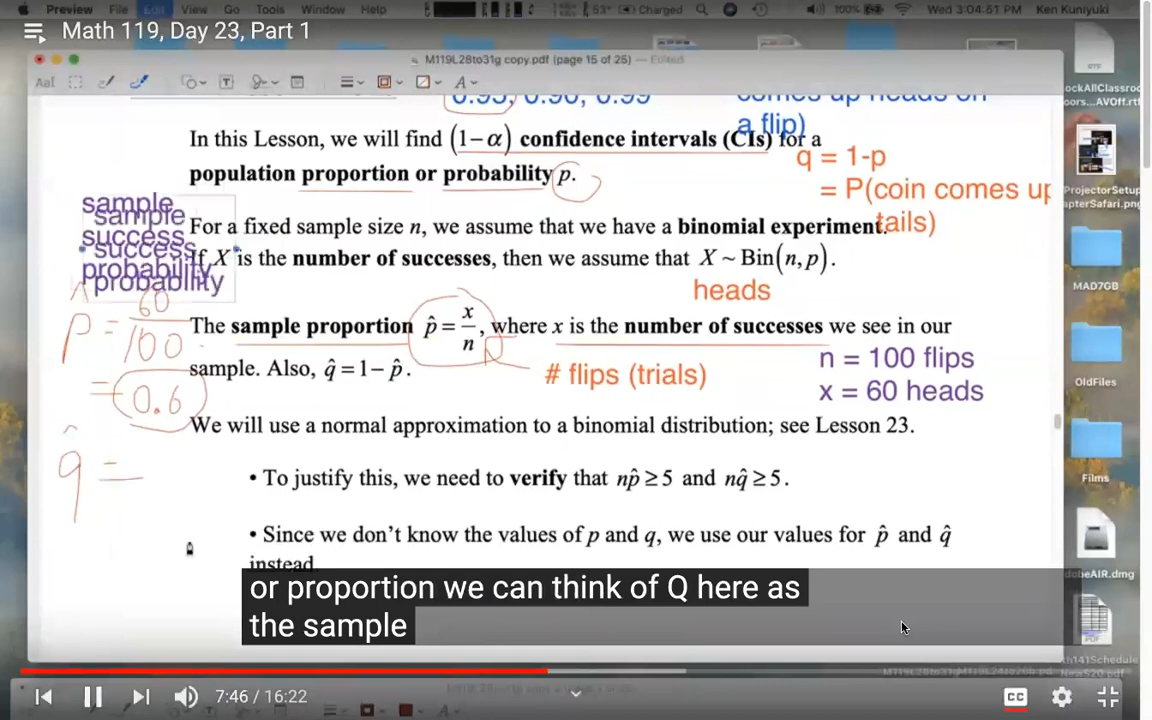 Preview File Edit View Go Tools Window Help
Charged 100% Wed 3:04:51 PM Ken Kuniyuki
Math 119, Day 23, Part 1
M119L28to31g copy.pdf (page 15 of 25) — Edited
0.95, 0.90, 0.99
comes up heads on
a flip)
In this Lesson, we will find (1−α) confidence intervals (CIs) for a
population proportion or probability p.
q = 1-p
= P(coin comes up
tails)
sample
success
probability
sample
success
probability
For a fixed sample size n, we assume that we have a binomial experiment.
If X is the number of successes, then we assume that X ~ Bin(n, p).
heads
p̂ = 60/100
= 0.6
The sample proportion p̂ = x/n, where x is the number of successes we see in our
sample. Also, q̂ = 1− p̂.
# flips (trials)
n = 100 flips
x = 60 heads
q̂ =
We will use a normal approximation to a binomial distribution; see Lesson 23.
• To justify this, we need to verify that np̂ ≥ 5 and nq̂ ≥ 5.
• Since we don't know the values of p and q, we use our values for p̂ and q̂
instead.
or proportion we can think of Q here as
the sample
MAD7GB
OldFiles
Films
7:46 / 16:22
CC